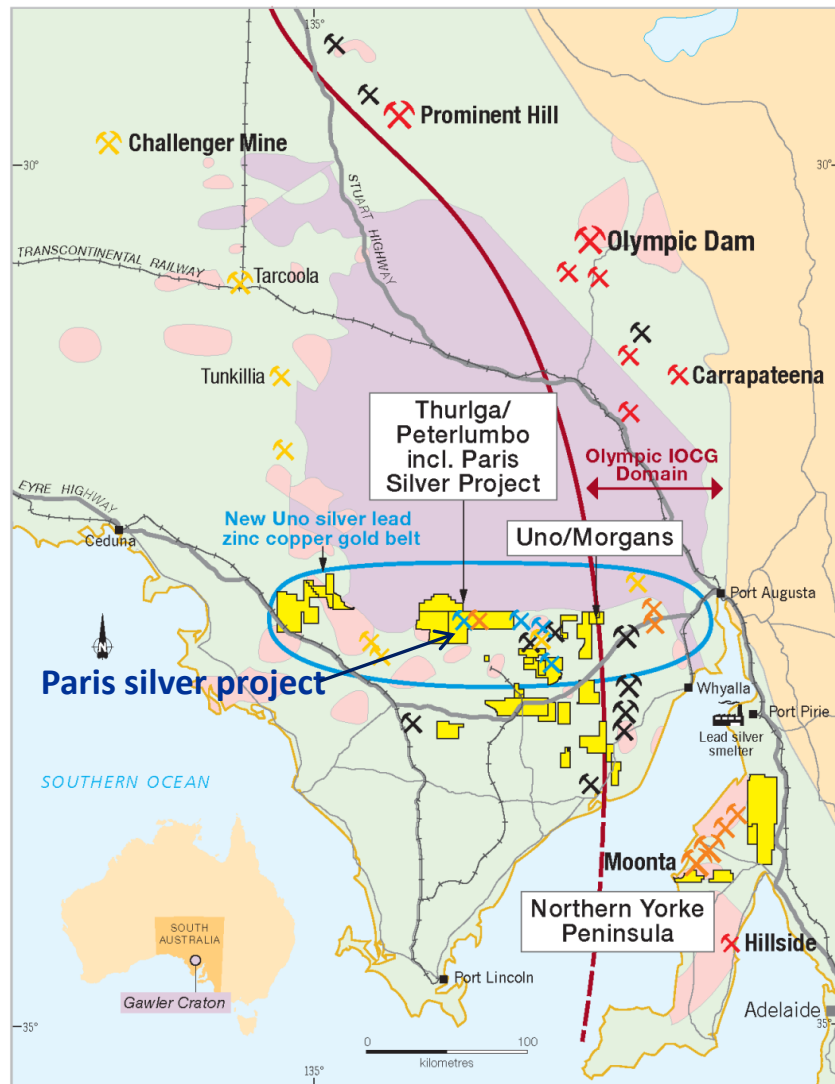 135°
Prominent Hill
Challenger Mine
30°
30°
STUART HIGHWAY
Olympic Dam
TRANSCONTINENTAL RAILWAY
Tarcoola
Tunkillia
Carrapateena
Thurlga/
Peterlumbo
incl. Paris
Silver Project
Olympic IOCG
Domain
EYRE HIGHWAY
New Uno silver lead
zinc copper gold belt
Uno/Morgans
Ceduna
Port Augusta
N
Paris silver project
Whyalla
Port Pirie
Lead silver
smelter
SOUTHERN OCEAN
Moonta
Northern Yorke
Peninsula
SOUTH
AUSTRALIA
Hillside
Port Lincoln
Gawler Craton
Adelaide
35°
35°
0
100
kilometres
135°